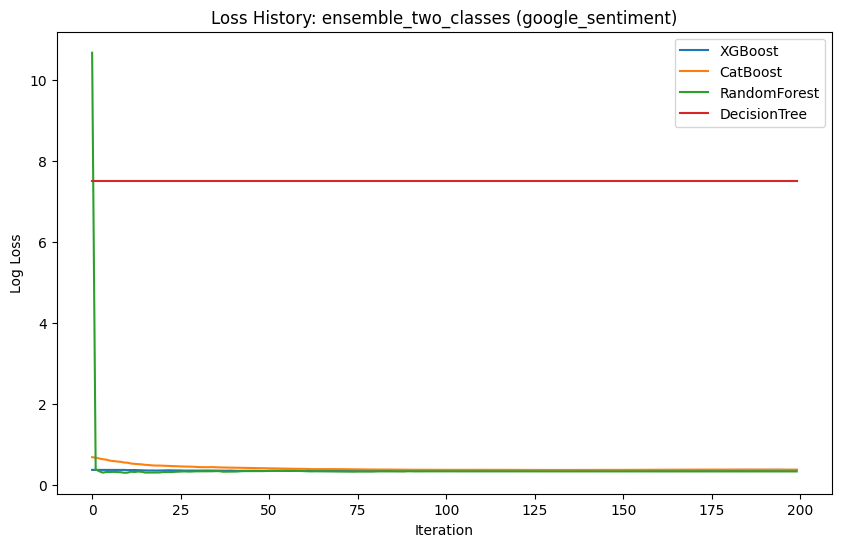 Loss History: ensemble_two_classes (google_sentiment)
XGBoost
CatBoost
RandomForest
DecisionTree
Log Loss
10
8
6
4
2
0
0 25 50 75 100 125 150 175 200
Iteration